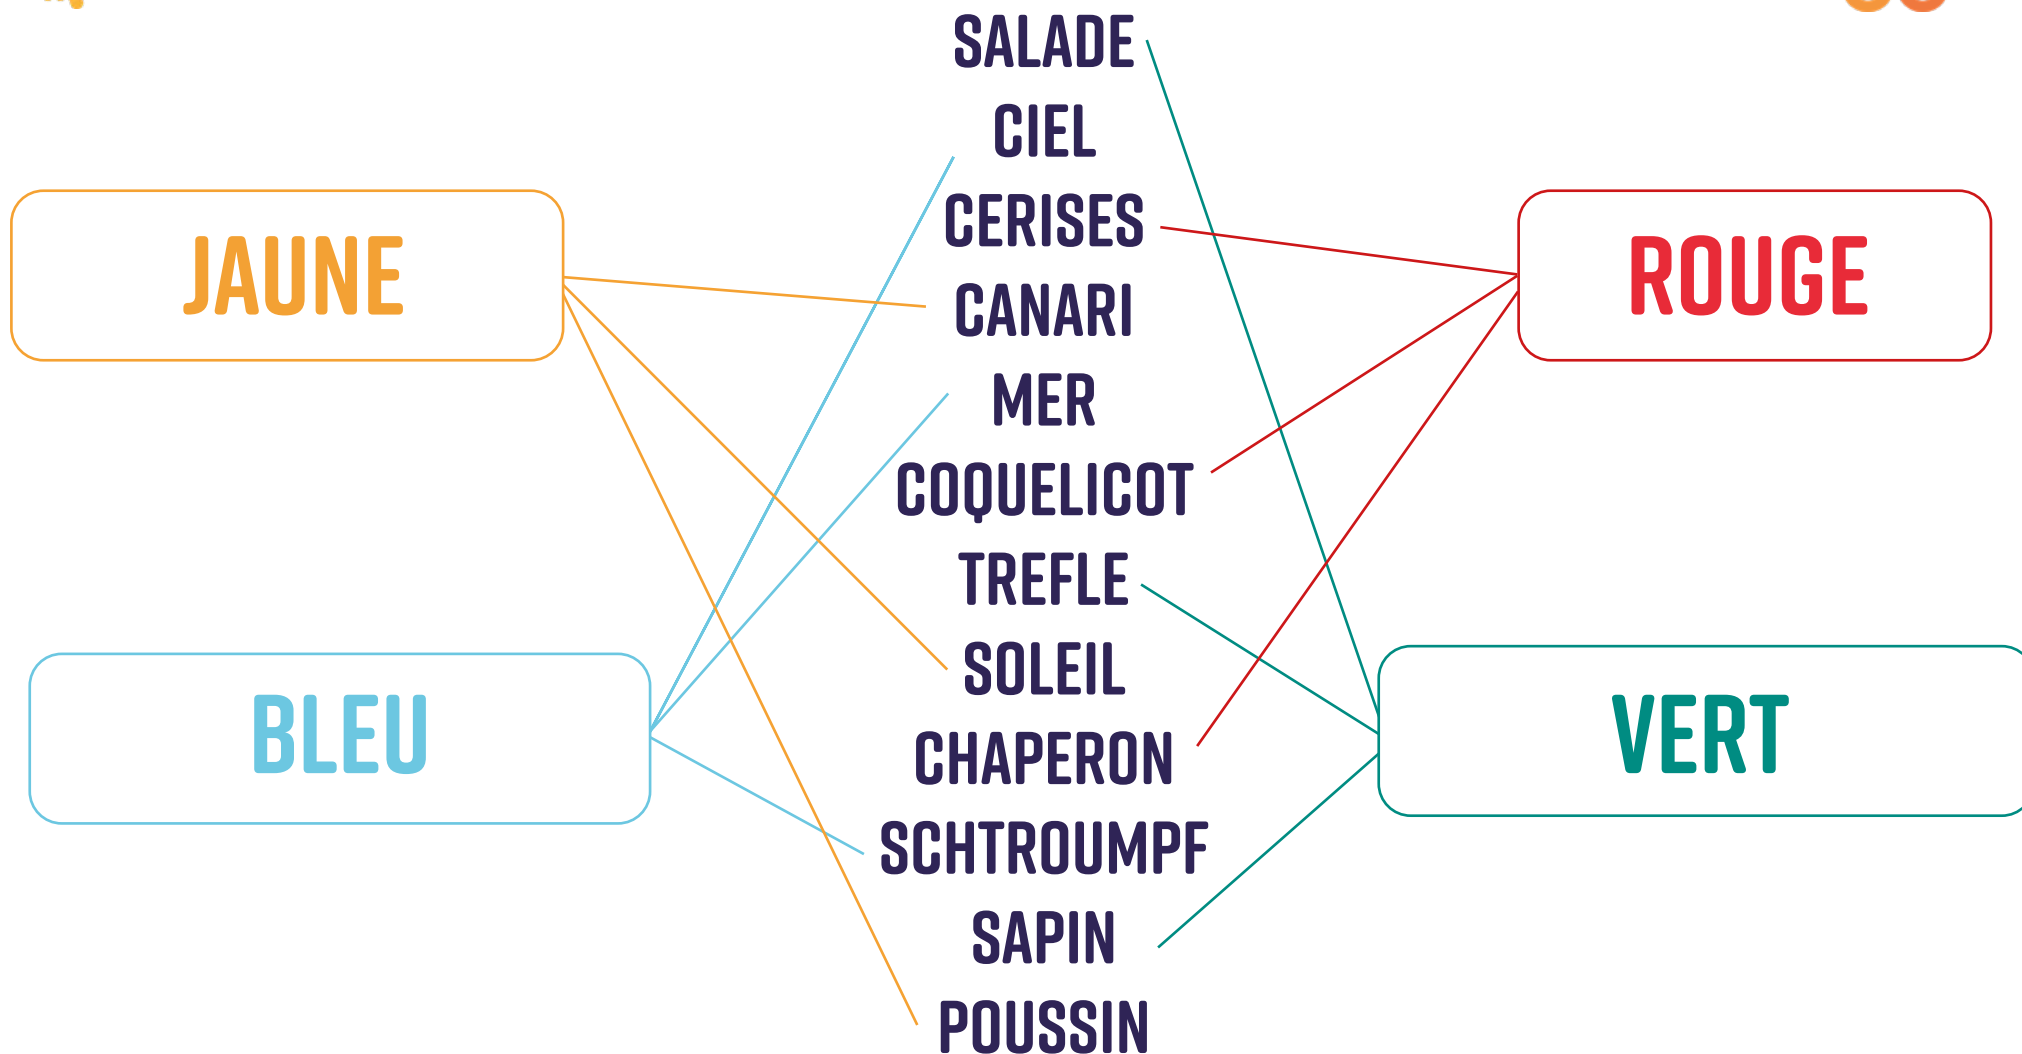 SALADE
CIEL
CERISES
CANARI
MER
COQUELICOT
TREFLE
SOLEIL
CHAPERON
SCHTROUMPF
SAPIN
POUSSIN
JAUNE
BLEU
ROUGE
VERT